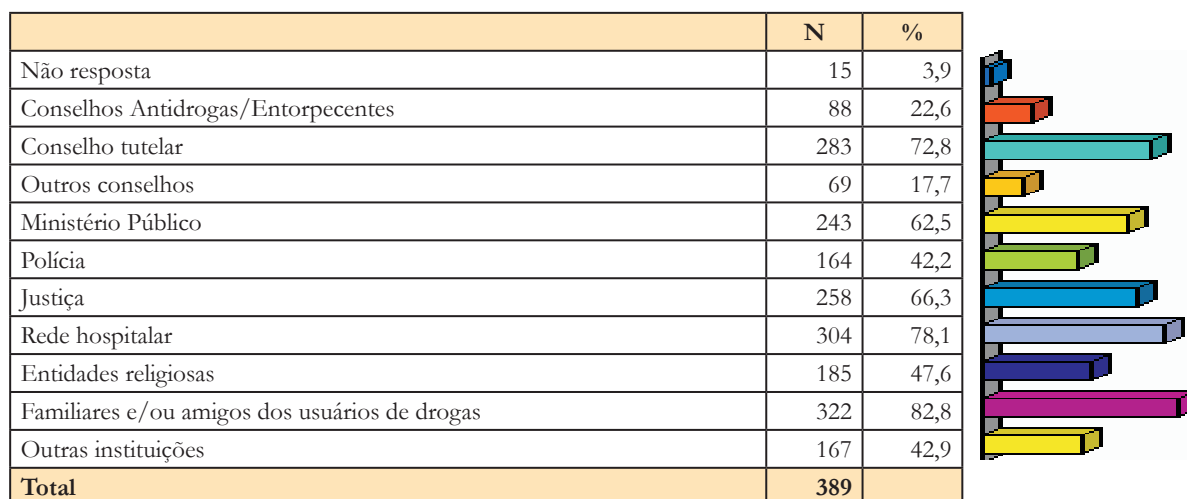 N %
Não resposta 15 3,9
Conselhos Antidrogas/Entorpecentes 88 22,6
Conselho tutelar 283 72,8
Outros conselhos 69 17,7
Ministério Público 243 62,5
Polícia 164 42,2
Justiça 258 66,3
Rede hospitalar 304 78,1
Entidades religiosas 185 47,6
Familiares e/ou amigos dos usuários de drogas 322 82,8
Outras instituições 167 42,9
Total 389